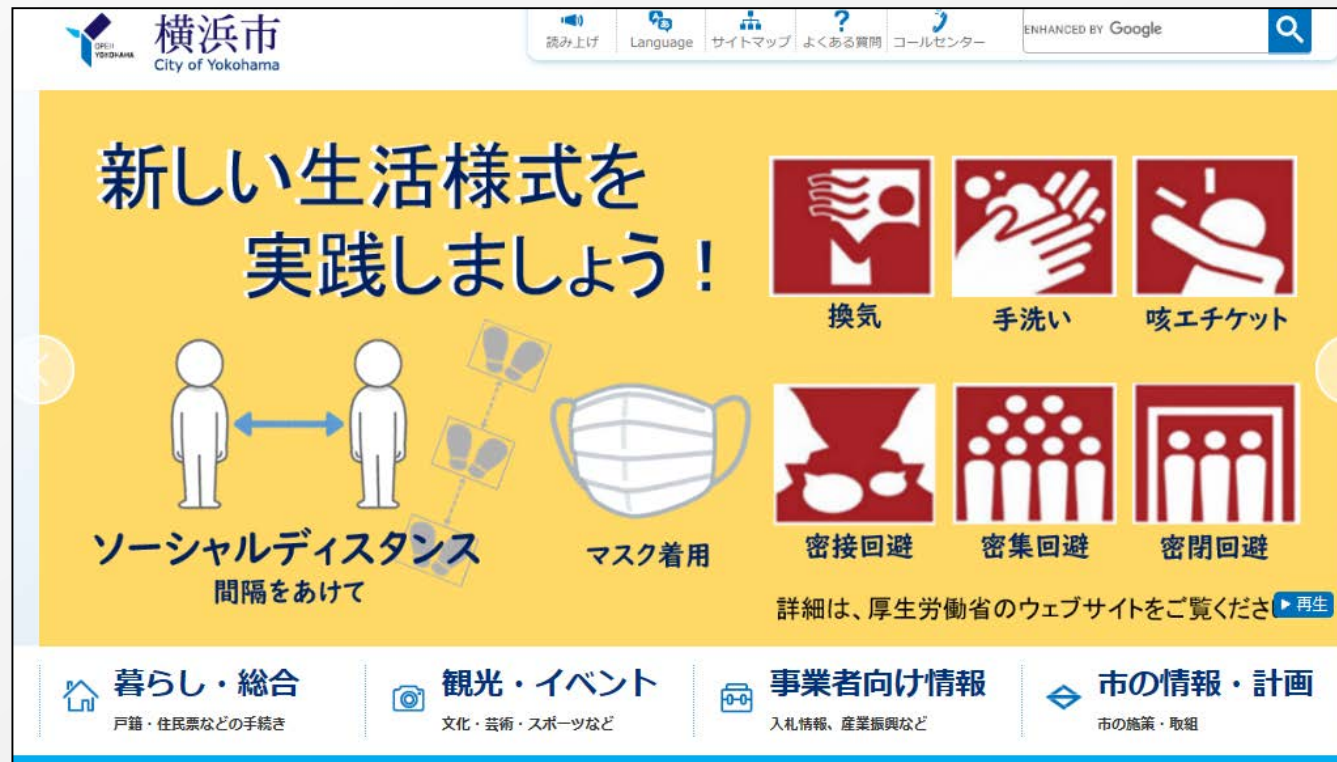 OPEN
YOKOHAMA
横浜市
City of Yokohama
読み上げ
Language
サイトマップ
よくある質問
コールセンター
ENHANCED BY Google
新しい生活様式を
実践しましょう！
換気
手洗い
咳エチケット
ソーシャルディスタンス
間隔をあけて
マスク着用
密接回避
密集回避
密閉回避
詳細は、厚生労働省のウェブサイトをご覧くださ
再生
暮らし・総合
戸籍・住民票などの手続き
観光・イベント
文化・芸術・スポーツなど
事業者向け情報
入札情報、産業振興など
市の情報・計画
市の施策・取組